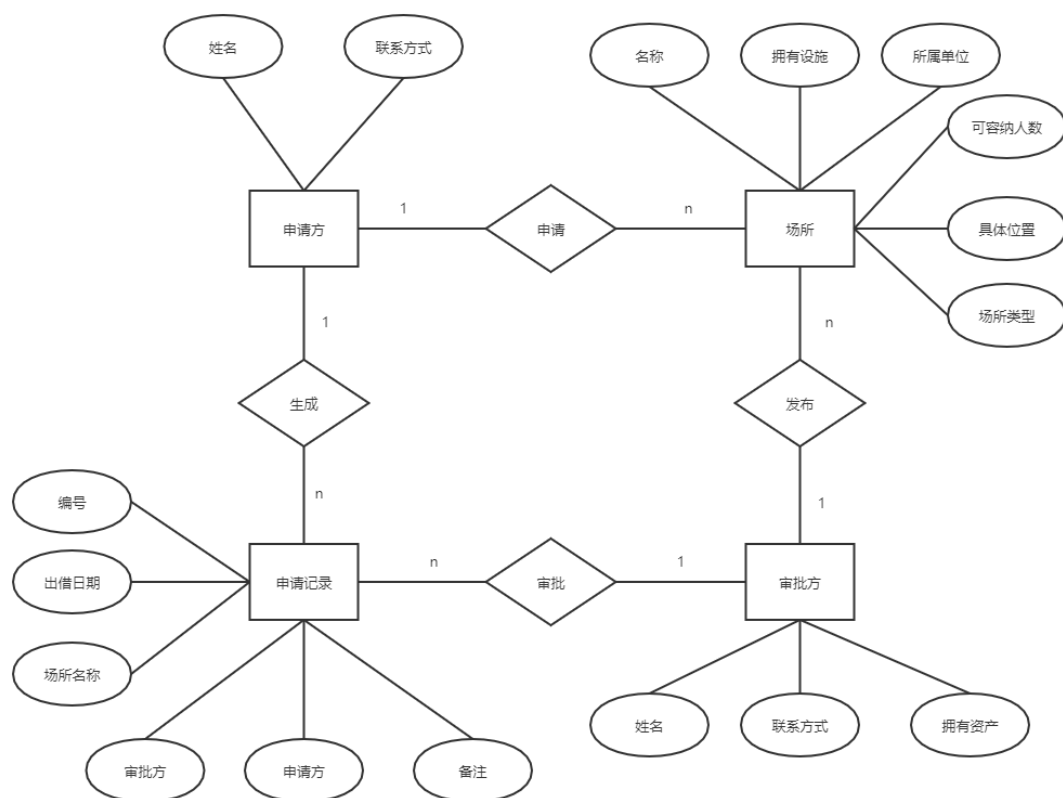 姓名
联系方式
名称
拥有设施
所属单位
可容纳人数
申请方
1
申请
n
场所
具体位置
场所类型
1
n
生成
发布
编号
n
1
出借日期
申请记录
n
审批
1
审批方
场所名称
姓名
联系方式
拥有资产
审批方
申请方
备注